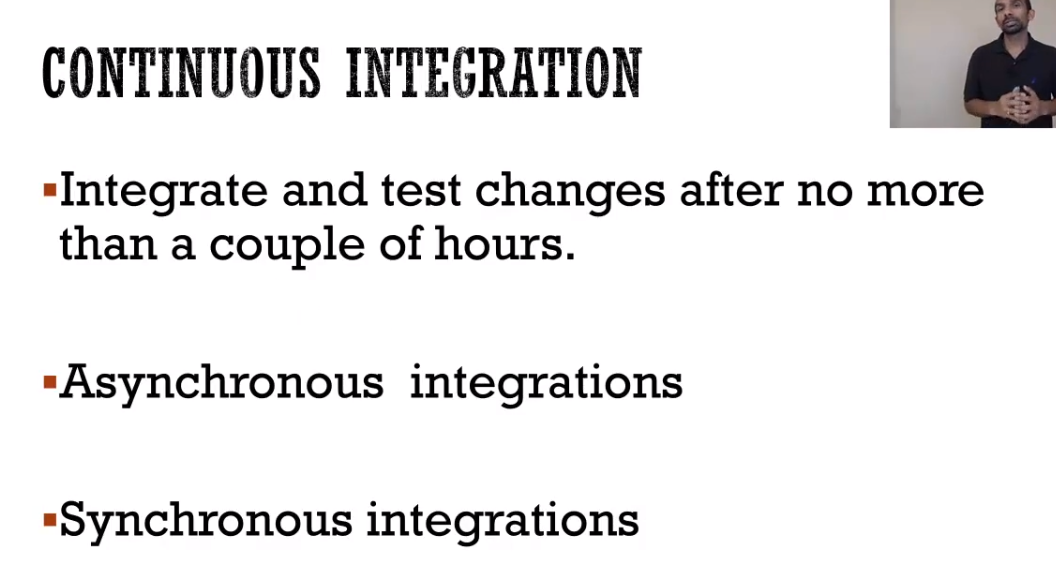 CONTINUOUS INTEGRATION
▪Integrate and test changes after no more
than a couple of hours.
▪Asynchronous integrations
▪Synchronous integrations